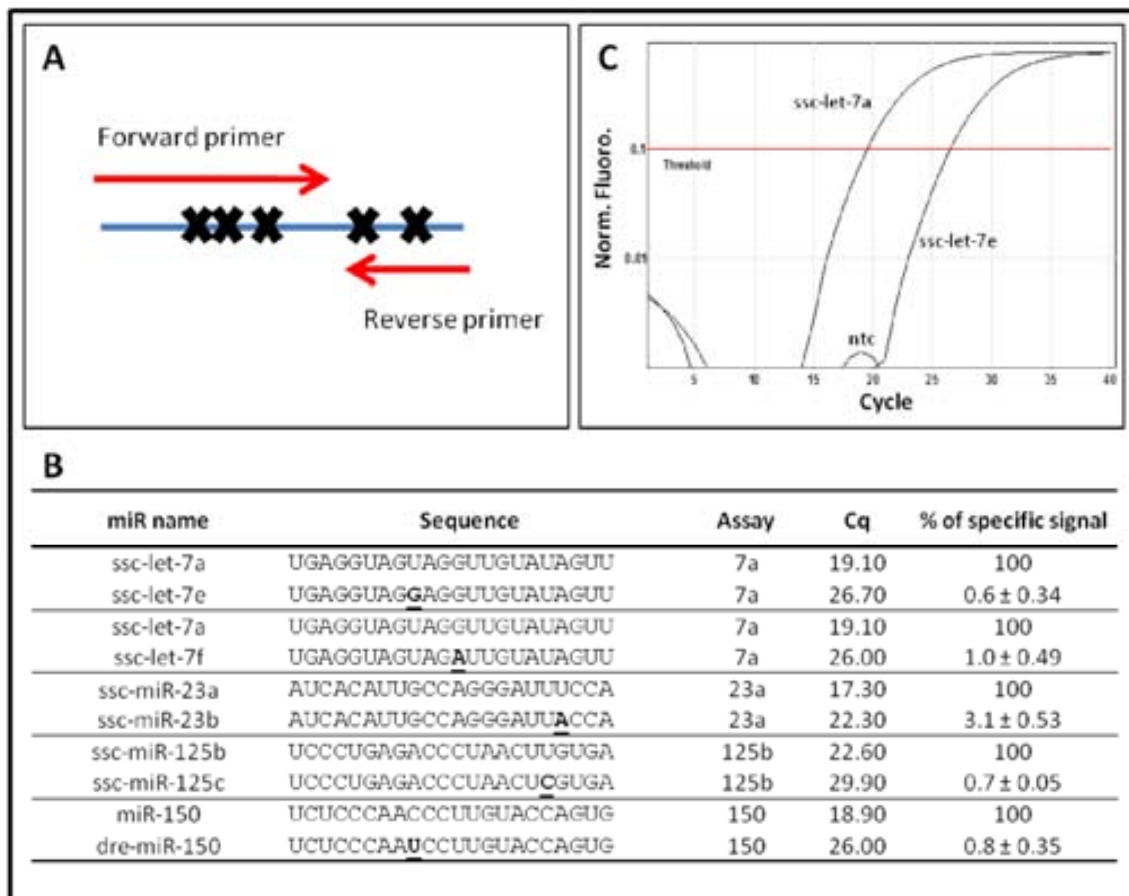 A
Forward primer
Reverse primer
C
Norm. Fluoro.
0.1
0.01
Threshold
ssc-let-7a
ssc-let-7e
ntc
5 10 15 20 25 30 35 40
Cycle
B
miR name Sequence Assay Cq % of specific signal
ssc-let-7a UGAGGUAGUAGGUUGUAUAGUU 7a 19.10 100
ssc-let-7e UGAGGUAGGAGGUUGUAUAGUU 7a 26.70 0.6 ± 0.34
ssc-let-7a UGAGGUAGUAGGUUGUAUAGUU 7a 19.10 100
ssc-let-7f UGAGGUAGUAGAUUGUAUAGUU 7a 26.00 1.0 ± 0.49
ssc-miR-23a AUCACAUUGCCAGGGAUUUCCA 23a 17.30 100
ssc-miR-23b AUCACAUUGCCAGGGAUUACCA 23a 22.30 3.1 ± 0.53
ssc-miR-125b UCCCUGAGACCCUAACUUGUGA 125b 22.60 100
ssc-miR-125c UCCCUGAGACCCUAACUCGUGA 125b 29.90 0.7 ± 0.05
miR-150 UCUCCCAACCCUUGUACCAGUG 150 18.90 100
dre-miR-150 UCUCCCAAUCCUUGUACCAGUG 150 26.00 0.8 ± 0.35